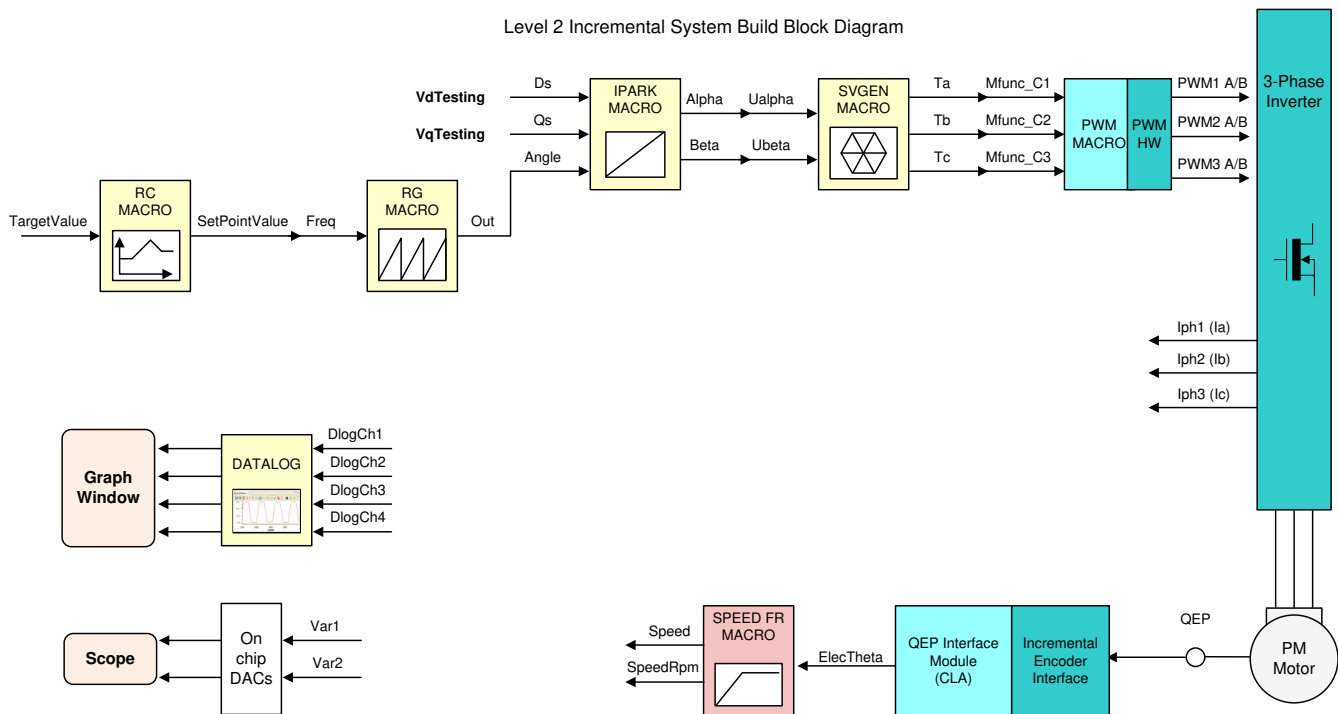 Level 2 Incremental System Build Block Diagram
VdTesting
VqTesting
Ds
Qs
Angle
IPARK
MACRO
Alpha
Ualpha
Beta
Ubeta
SVGEN
MACRO
Ta
Mfunc_C1
Tb
Mfunc_C2
Tc
Mfunc_C3
PWM
MACRO
PWM
HW
PWM1 A/B
PWM2 A/B
PWM3 A/B
3-Phase
Inverter
TargetValue
RC
MACRO
SetPointValue
Freq
RG
MACRO
Out
Iph1 (Ia)
Iph2 (Ib)
Iph3 (Ic)
Graph
Window
DATALOG
DlogCh1
DlogCh2
DlogCh3
DlogCh4
Scope
On
chip
DACs
Var1
Var2
Speed
SpeedRpm
SPEED FR
MACRO
ElecTheta
QEP Interface
Module
(CLA)
Incremental
Encoder
Interface
QEP
PM
Motor